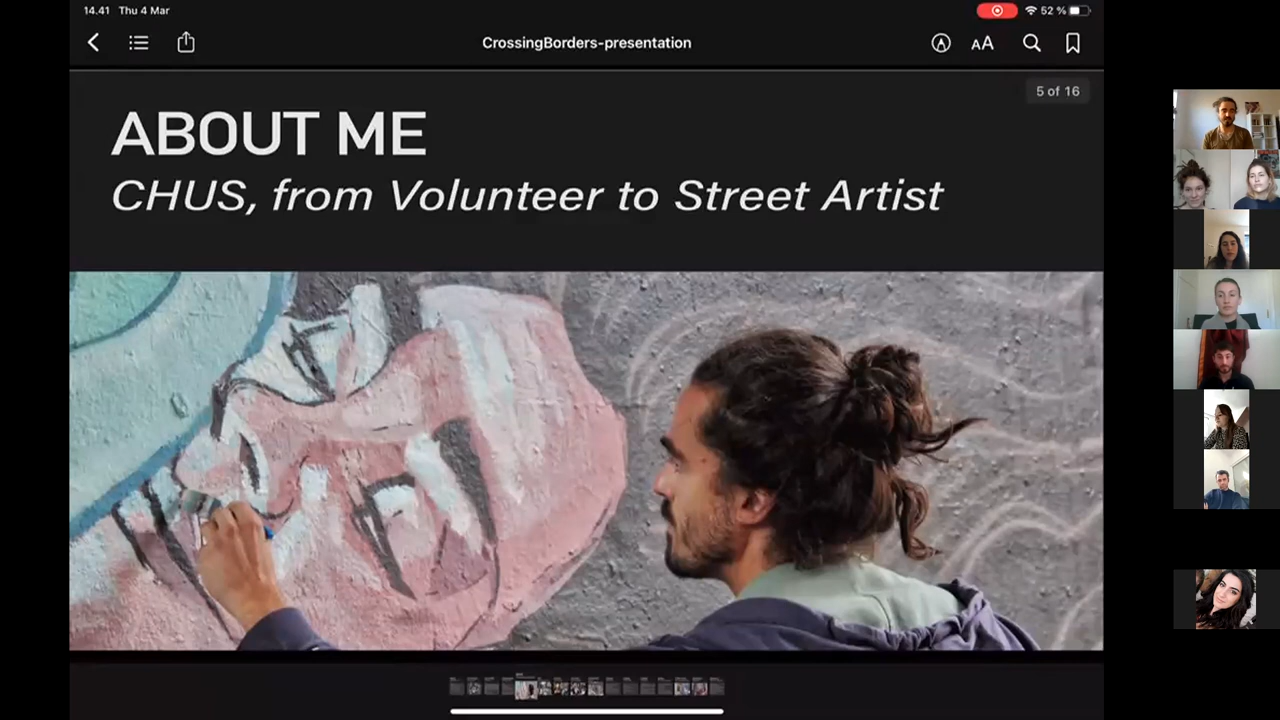 14.41 Thu 4 Mar
52 %
CrossingBorders-presentation
AA
5 of 16
ABOUT ME
CHUS, from Volunteer to Street Artist